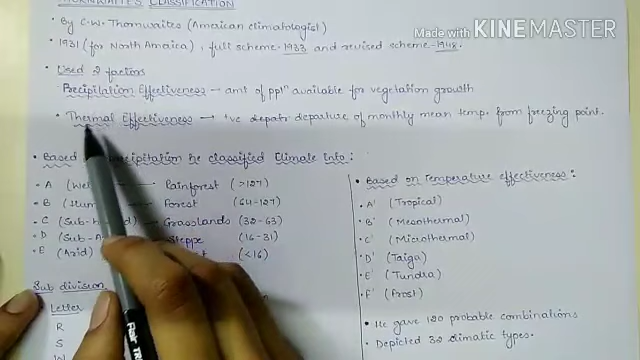 THORNWAITES CLASSIFICATION
Made with KINEMASTER
• By C.W. Thornwaites (American climatologist)
• 1931 (for North Amaica), full scheme - 1933 and revised scheme - 1948.
• Used 2 factors
Precipitation Effectiveness → amt of pptn available for vegetation growth
• Thermal Effectiveness → +ve depatr departure of monthly mean temp. from freezing point.
• Based precipitation he classified Climate into :
• A (We → Rainforest (>127)
• B (Hum → Forest (64-127)
• C (Sub-h d) → Grasslands (32-63)
• D (Sub-A → Steppe (16-31)
• E (Arid) (<16)
Sub division
Letter
R
S
W
• Based on Temperature effectiveness :
• A' (Tropical)
• B' (Mesothermal)
• C' (Microthermal)
• D' (Taiga)
• E' (Tundra)
• F' (Frost)
• He gave 120 probable combinations
• Depicted 32 climatic types.